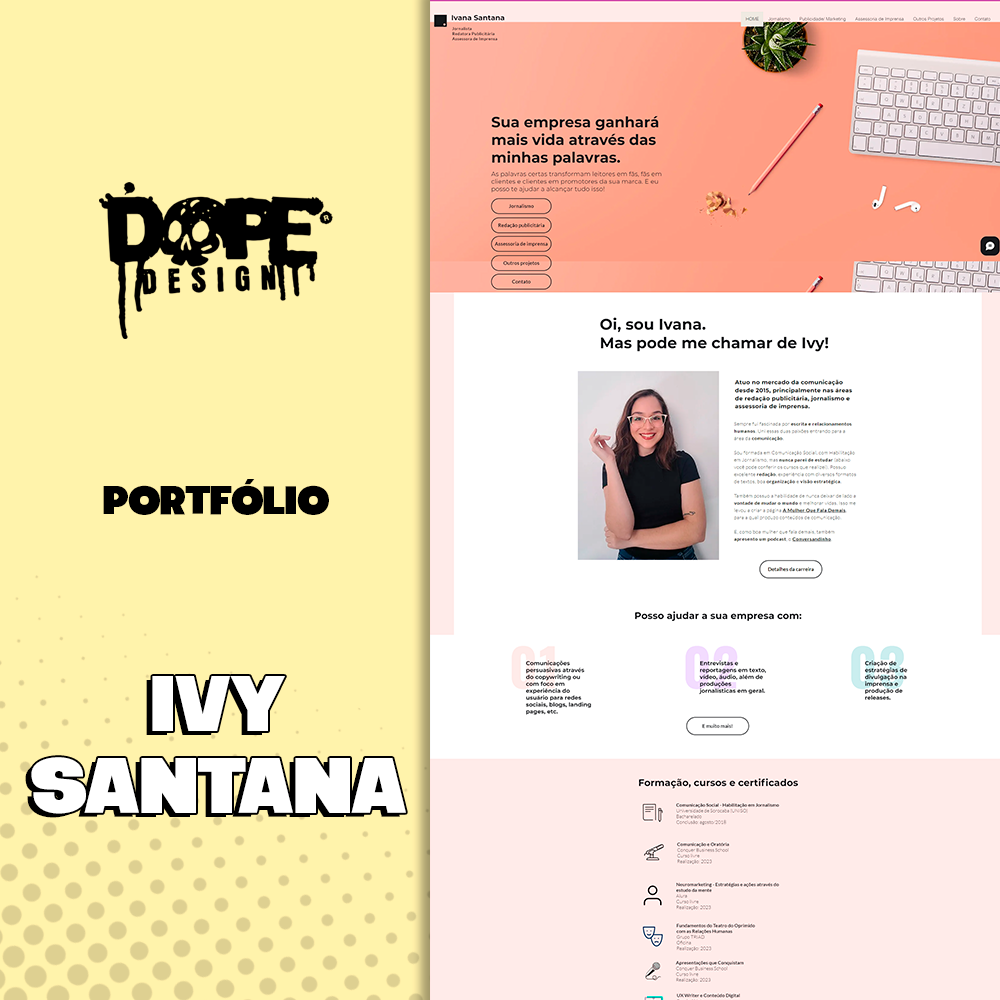 DOPE
®
DESIGN
PORTFÓLIO
IVY
SANTANA
Ivana Santana
Jornalista
Redatora Publicitária
Assessora de Imprensa
HOME
Jornalismo
Publicidade/ Marketing
Assessoria de Imprensa
Outros Projetos
Sobre
Contato
Sua empresa ganhará
mais vida através das
minhas palavras.
As palavras certas transformam leitores em fãs, fãs em
clientes e clientes em promotores da sua marca. E eu
posso te ajudar a alcançar tudo isso!
Jornalismo
Redação publicitária
Assessoria de imprensa
Outros projetos
Contato
Oi, sou Ivana.
Mas pode me chamar de Ivy!
Atuo no mercado da comunicação
desde 2015, principalmente nas áreas
de redação publicitária, jornalismo e
assessoria de imprensa.
Sempre fui fascinada por escrita e relacionamentos
humanos. Uni essas duas paixões entrando para a
área da comunicação.
Sou formada em Comunicação Social, com Habilitação
em Jornalismo, mas nunca parei de estudar (abaixo
você pode conferir os cursos que realizei). Possuo
excelente redação, experiência com diversos formatos
de textos, boa organização e visão estratégica.
Também possuo a habilidade de nunca deixar de lado a
vontade de mudar o mundo e melhorar vidas. Isso me
levou a criar a página A Mulher Que Fala Demais,
para a qual produzo conteúdos de comunicação.
E, como boa mulher que fala demais, também
apresento um podcast, o Conversandinho.
Detalhes da carreira
Posso ajudar a sua empresa com:
01
Comunicações
persuasivas através
do copywriting ou
com foco em
experiência do
usuário para redes
sociais, blogs, landing
pages, etc.
02
Entrevistas e
reportagens em texto,
vídeo, áudio, além de
produções
jornalísticas em geral.
02
Criação de
estratégias de
divulgação na
imprensa e
produção de
releases.
E muito mais!
Formação, cursos e certificados
Comunicação Social - Habilitação em Jornalismo
Universidade de Sorocaba (UNISO)
Bacharelado
Conclusão: agosto 2018
Comunicação e Oratória
Conquer Business School
Curso livre
Realização: 2023
Neuromarketing - Estratégias e ações através do
estudo da mente
Alura
Curso livre
Realização: 2023
Fundamentos do Teatro do Oprimido
com as Relações Humanas
Grupo TRIAD
Oficina
Realização: 2023
Apresentações que Conquistam
Conquer Business School
Curso livre
Realização: 2023
UX Writer e Conteúdo Digital